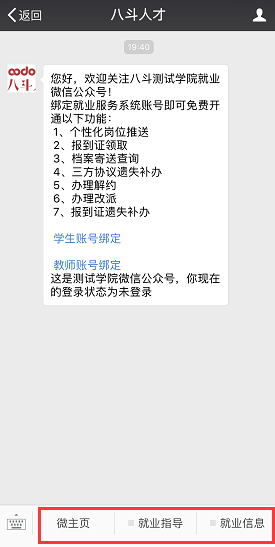 返回
八斗人才
19:40
oodo
八斗
您好，欢迎关注八斗测试学院就业
微信公众号！
绑定就业服务系统账号即可免费开
通以下功能：
1、个性化岗位推送
2、报到证领取
3、档案寄送查询
4、三方协议遗失补办
5、办理解约
6、办理改派
7、报到证遗失补办
学生账号绑定
教师账号绑定
这是测试学院微信公众号，你现在
的登录状态为未登录
微主页
就业指导
就业信息